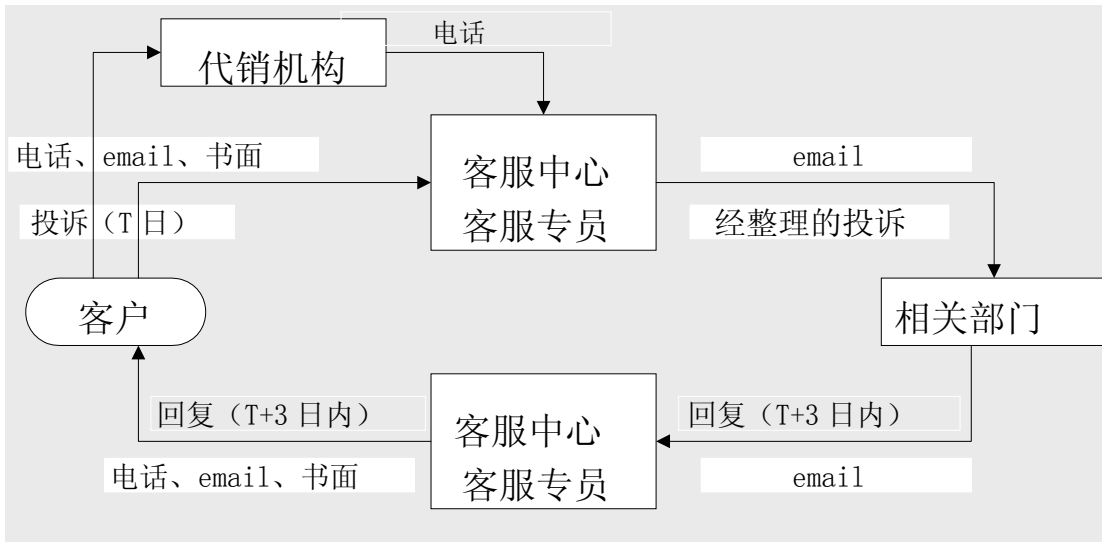 电话
代销机构
电话、email、书面
客服中心
客服专员
email
投诉（T日）
经整理的投诉
客户
相关部门
回复（T+3 日内）
客服中心
客服专员
回复（T+3 日内）
电话、email、书面
email